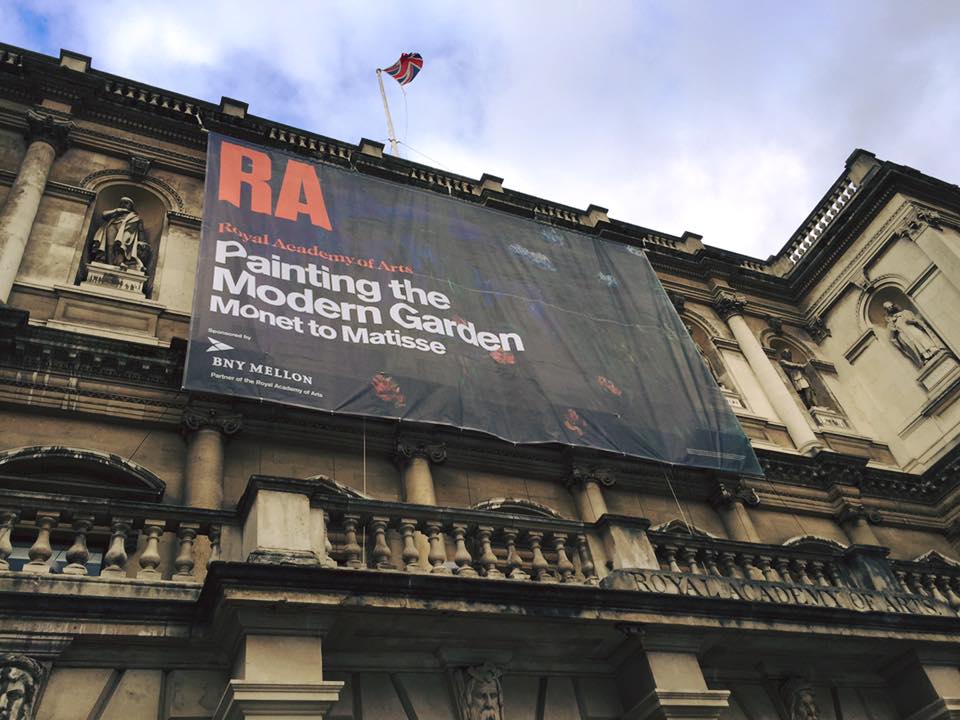 RA
Royal Academy of Arts
Painting the
Modern Garden
Monet to Matisse
Sponsored by
BNY MELLON
Partner of the Royal Academy of Arts
ROYAL ACADEMY OF ARTS